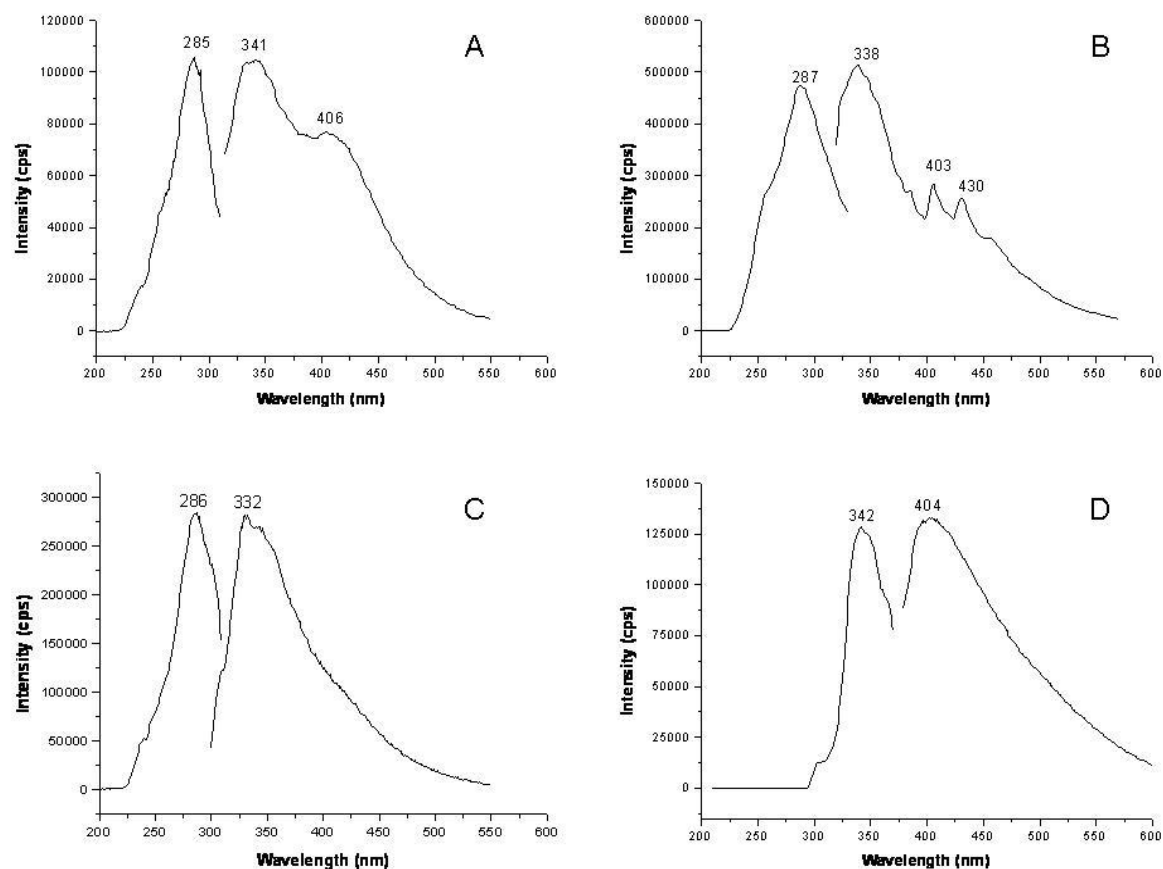 A
285 341
406
120000
100000
80000
60000
40000
20000
0
Intensity (cps)
200 250 300 350 400 450 500 550 600
Wavelength (nm)
B
287 338
403
430
600000
500000
400000
300000
200000
100000
0
Intensity (cps)
200 250 300 350 400 450 500 550 600
Wavelength (nm)
C
286 332
300000
250000
200000
150000
100000
50000
0
Intensity (cps)
200 250 300 350 400 450 500 550 600
Wavelength (nm)
D
342 404
150000
125000
100000
75000
50000
25000
0
Intensity (cps)
200 250 300 350 400 450 500 550 600
Wavelength (nm)